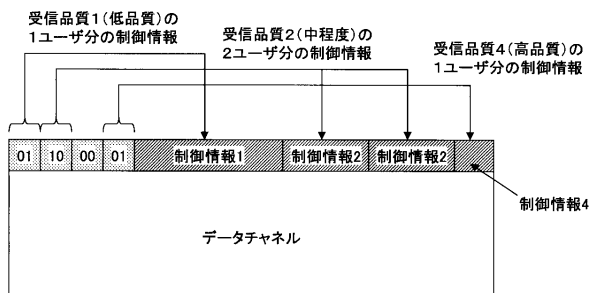 受信品質1(低品質)の
1ユーザ分の制御情報
受信品質2(中程度)の
2ユーザ分の制御情報
受信品質4(高品質)の
1ユーザ分の制御情報
01 10 00 01 制御情報1 制御情報2 制御情報2
制御情報4
データチャネル